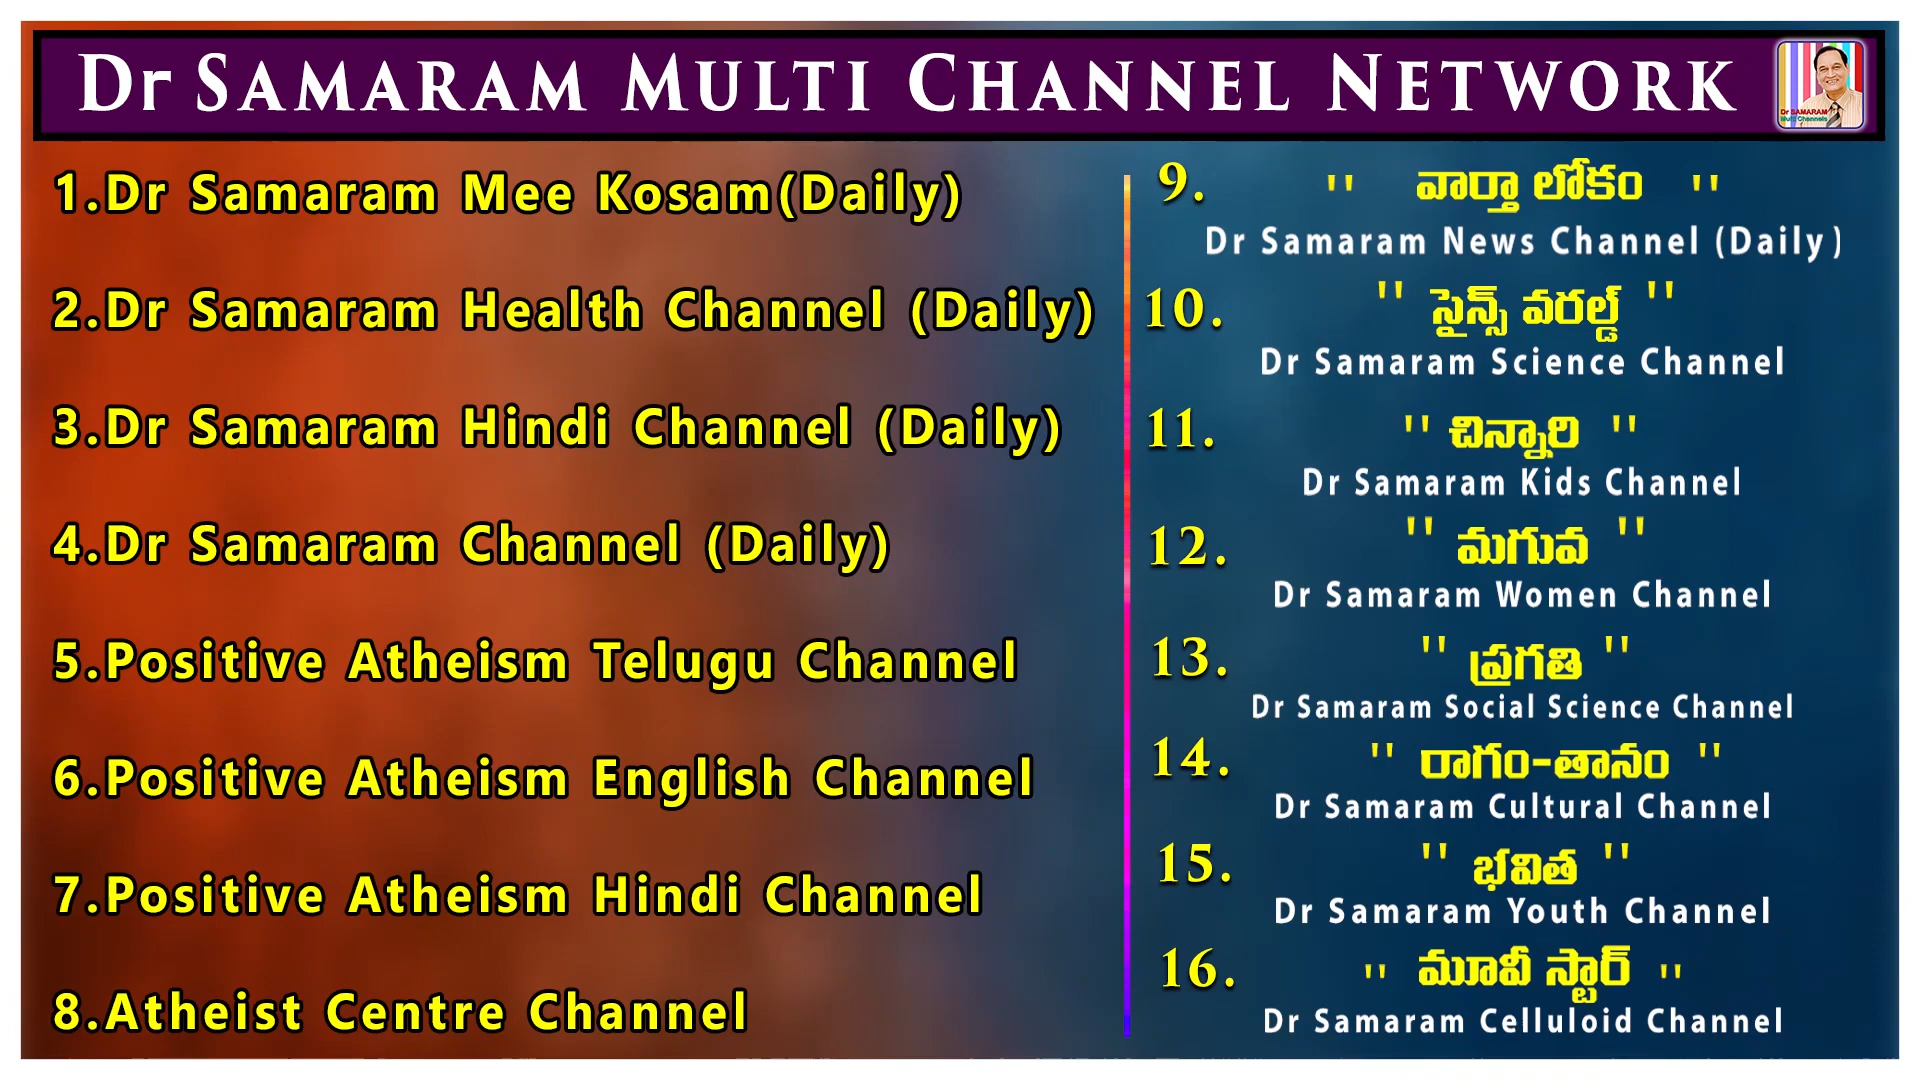 Dr SAMARAM MULTI CHANNEL NETWORK
Dr SAMARAM
Multi Channels
1.Dr Samaram Mee Kosam(Daily)
2.Dr Samaram Health Channel (Daily)
3.Dr Samaram Hindi Channel (Daily)
4.Dr Samaram Channel (Daily)
5.Positive Atheism Telugu Channel
6.Positive Atheism English Channel
7.Positive Atheism Hindi Channel
8.Atheist Centre Channel
9. '' వార్తా లోకం ''
Dr Samaram News Channel (Daily)
10. '' సైన్స్ వరల్డ్ ''
Dr Samaram Science Channel
11. '' చిన్నారి ''
Dr Samaram Kids Channel
12. '' మగువ ''
Dr Samaram Women Channel
13. '' ప్రగతి ''
Dr Samaram Social Science Channel
14. '' రాగం-తానం ''
Dr Samaram Cultural Channel
15. '' భవిత ''
Dr Samaram Youth Channel
16. '' మూవీ స్టార్ ''
Dr Samaram Celluloid Channel